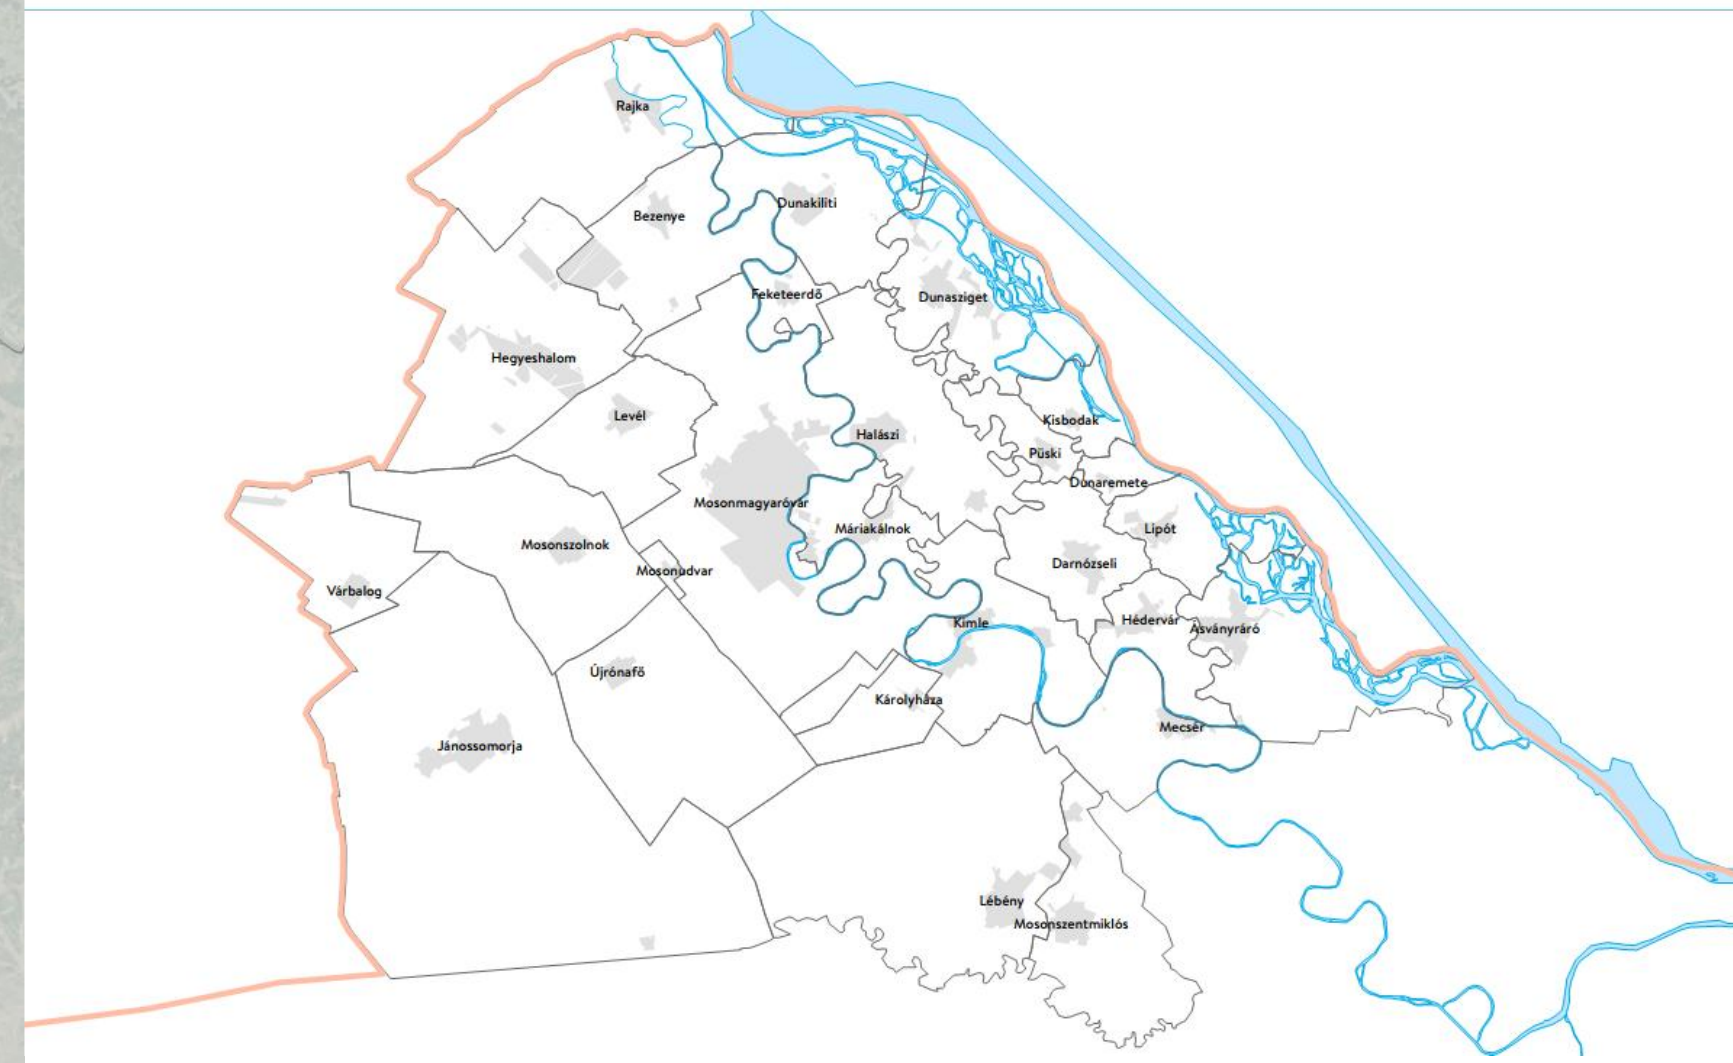 Rajka
Dunakiliti
Bezenye
Feketeerdő
Dunasziget
Hegyeshalom
Levél
Kisbodak
Halászi
Püski
Dunaremete
Mosonmagyaróvár
Máriakálnok
Lipót
Mosonszolnok
Darnózseli
Mosonudvar
Várbalog
Hédervár
Kimle
Ásványráró
Újrónafő
Károlyháza
Mecsér
Jánossomorja
Lébény
Mosonszentmiklós